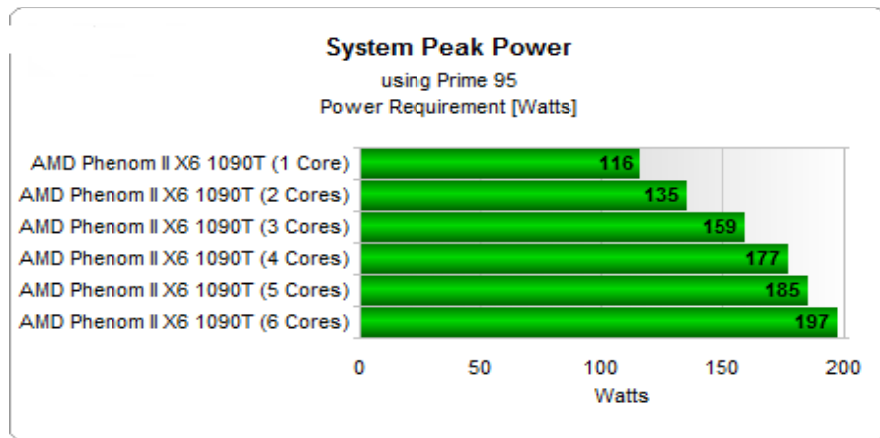 System Peak Power
using Prime 95
Power Requirement [Watts]
AMD Phenom II X6 1090T (1 Core) 116
AMD Phenom II X6 1090T (2 Cores) 135
AMD Phenom II X6 1090T (3 Cores) 159
AMD Phenom II X6 1090T (4 Cores) 177
AMD Phenom II X6 1090T (5 Cores) 185
AMD Phenom II X6 1090T (6 Cores) 197
0 50 100 150 200
Watts